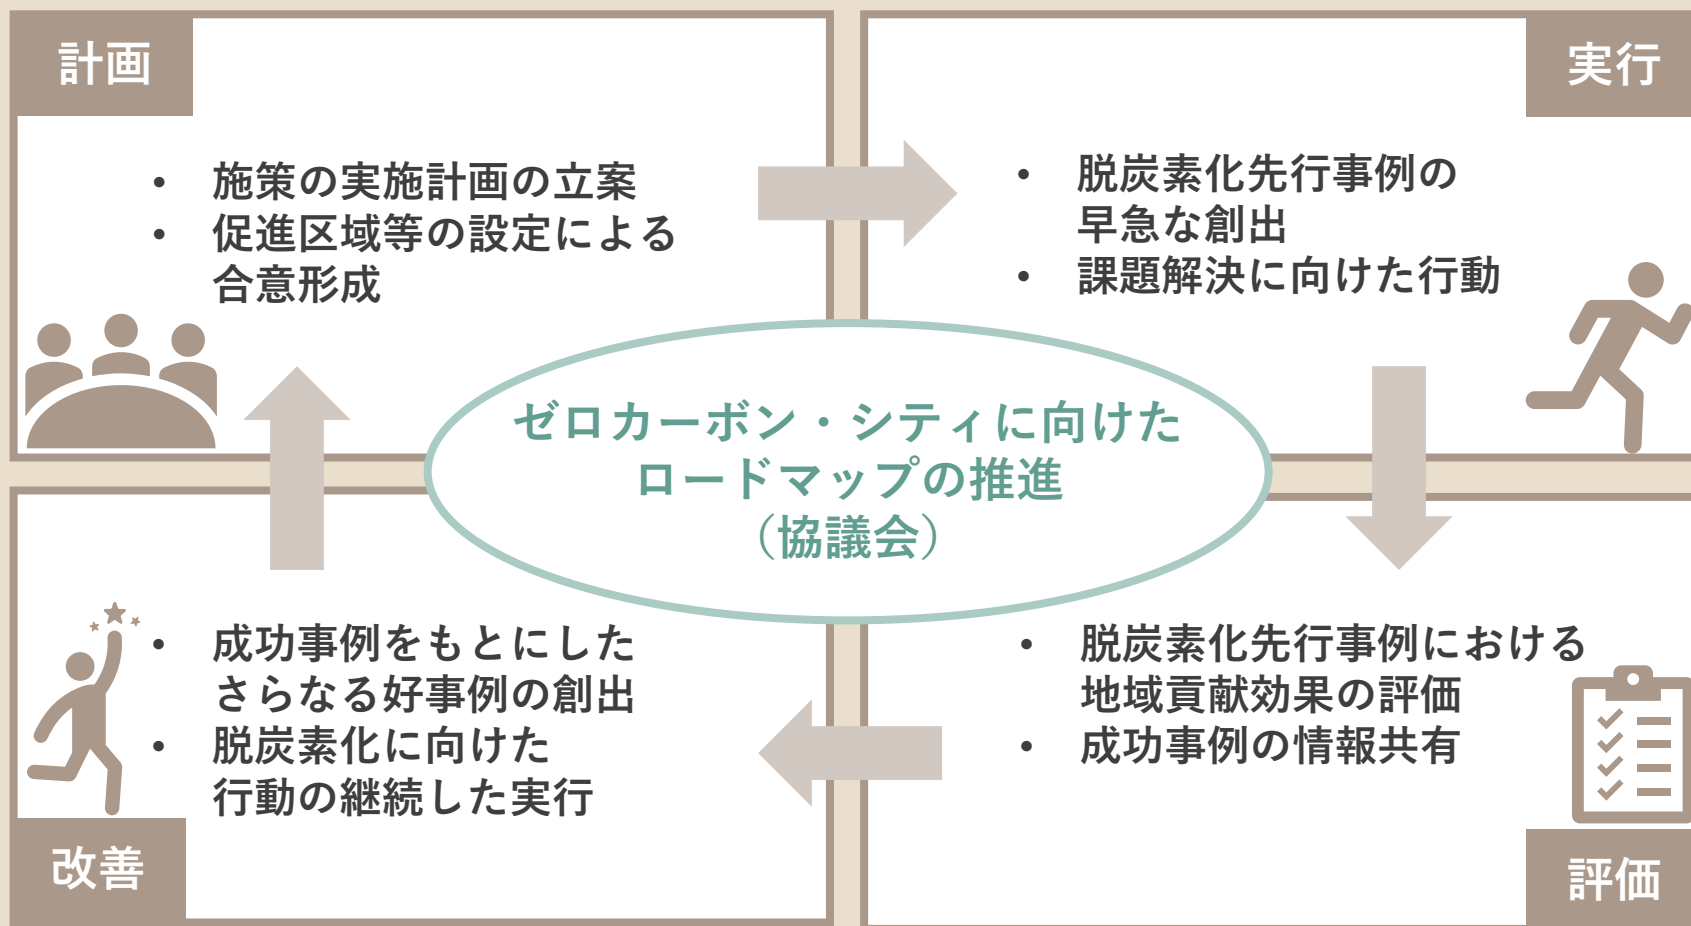 計画
• 施策の実施計画の立案
• 促進区域等の設定による
合意形成
実行
• 脱炭素化先行事例の
早急な創出
• 課題解決に向けた行動
ゼロカーボン・シティに向けた
ロードマップの推進
（協議会）
• 成功事例をもとにした
さらなる好事例の創出
• 脱炭素化に向けた
行動の継続した実行
改善
• 脱炭素化先行事例における
地域貢献効果の評価
• 成功事例の情報共有
評価